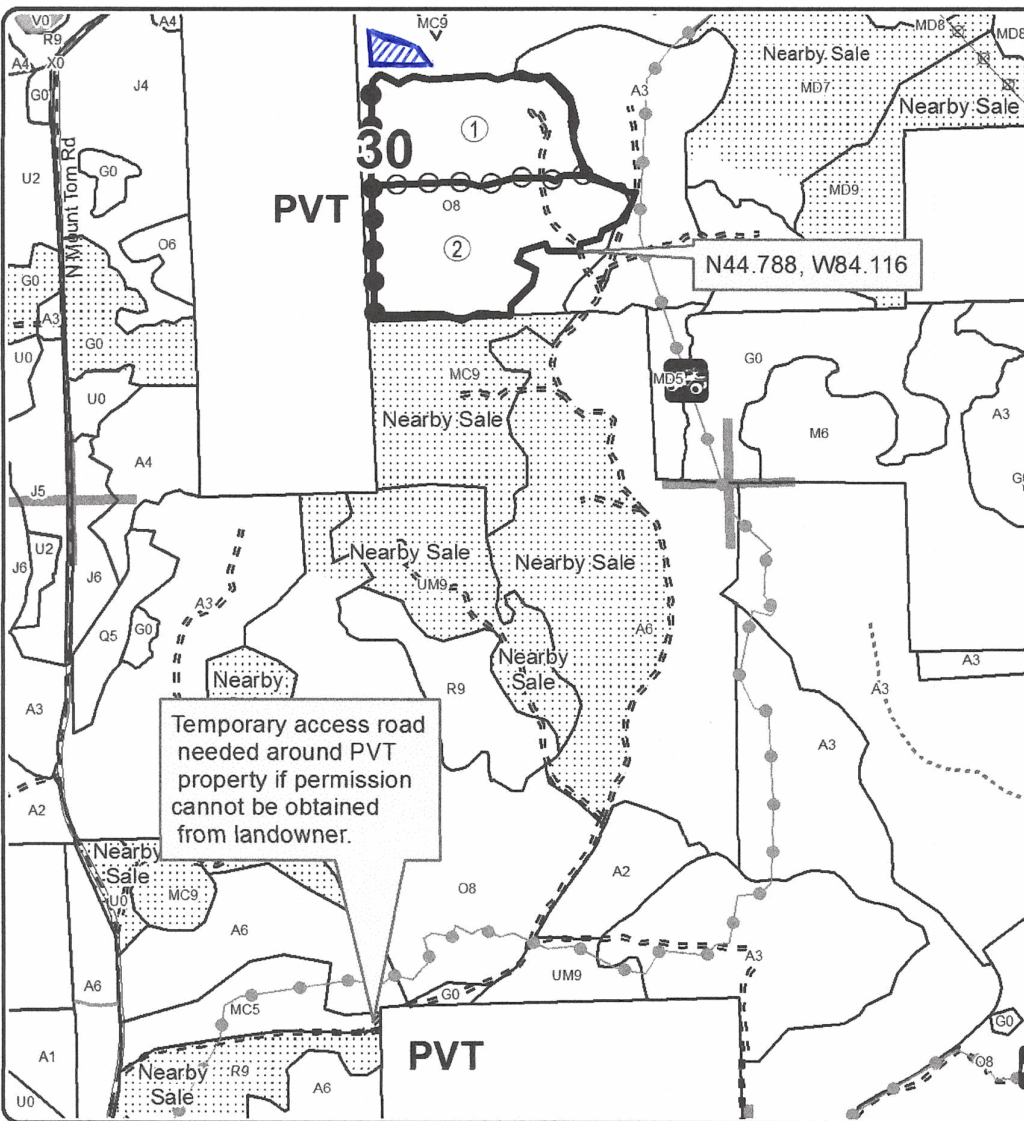 V0
A4
MC9
MD8
MD8
R9
A4
X0
G0
J4
A3
Nearby Sale
MD7
Nearby Sale
1
30
N Mount Tom Rd
G0
U2
PVT
O8
MD9
O6
2
N44.788, W84.116
G0
A3
G0
U0
MC9
G0
MD5
U0
Nearby Sale
M6
A3
A4
J5
U2
Nearby Sale
Nearby Sale
J6
J6
UM9
A3
Q5
G0
A6
Nearby
Sale
Nearby
R9
A3
A3
A3
A3
Temporary access road
needed around PVT
property if permission
cannot be obtained
from landowner.
A2
Nearby
Sale
U0
MC9
O8
A2
A6
A3
UM9
A6
G0
MC5
G0
A1
PVT
O8
Nearby
Sale
R9
A6
U0